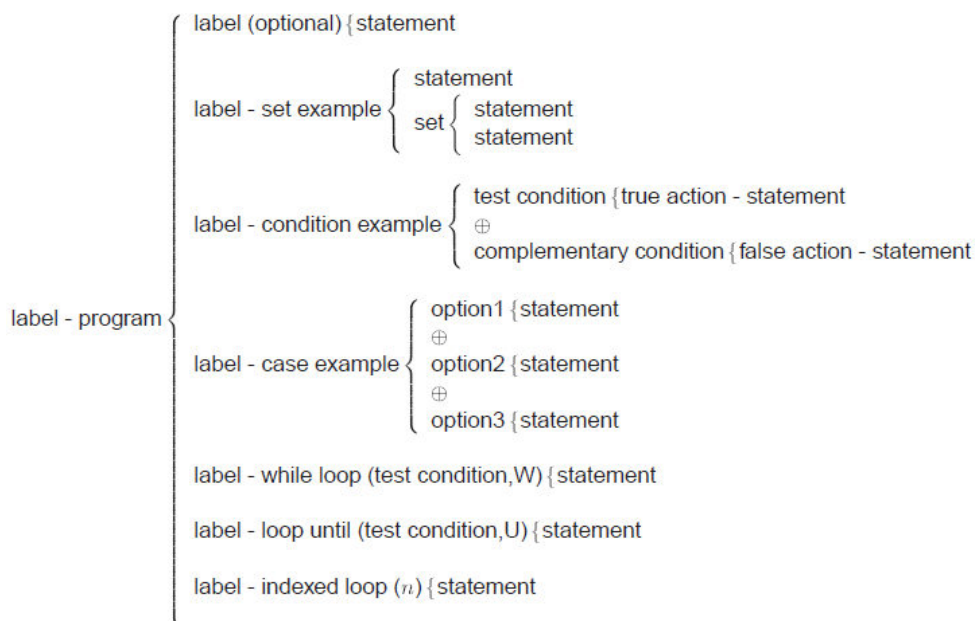 label (optional) {statement
statement
label - set example {
set { statement
statement
test condition {true action - statement
label - condition example { ⊕
complementary condition {false action - statement
label - program {
option1 {statement
⊕
label - case example { option2 {statement
⊕
option3 {statement
label - while loop (test condition,W) {statement
label - loop until (test condition,U) {statement
label - indexed loop (n) {statement